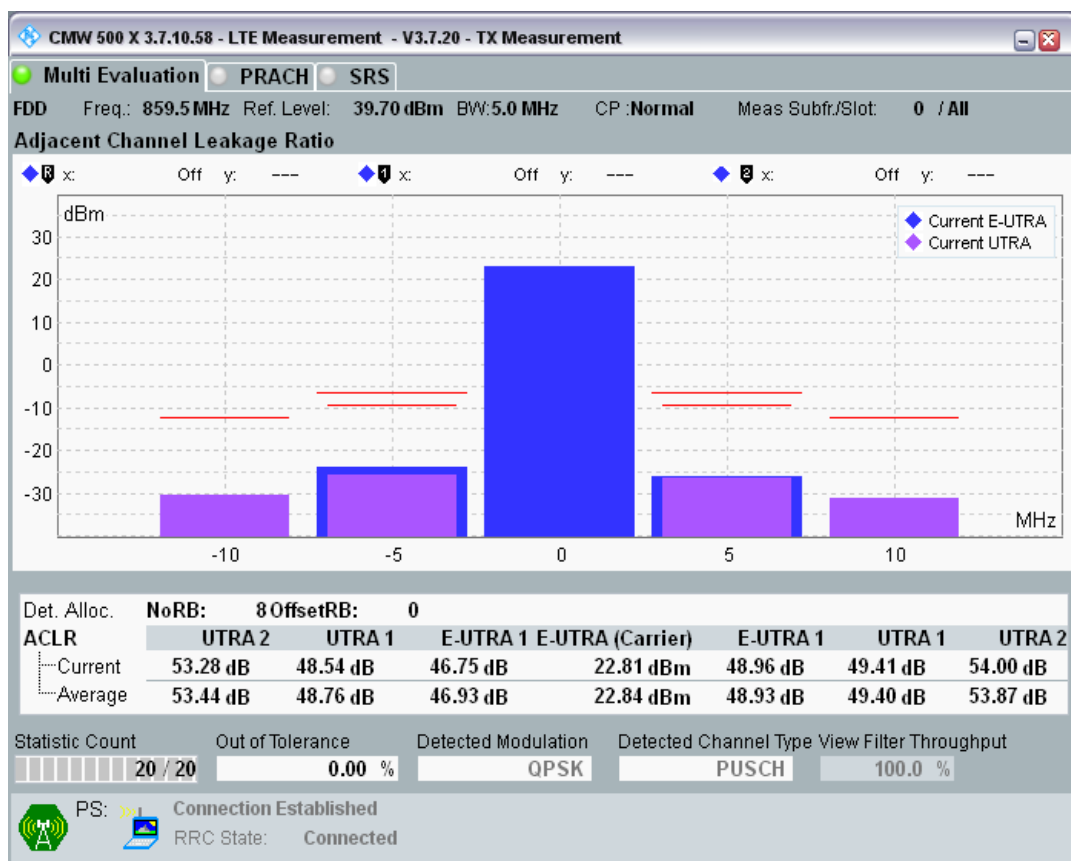 CMW 500 X 3.7.10.58 - LTE Measurement - V3.7.20 - TX Measurement
Multi Evaluation PRACH SRS
FDD Freq.: 859.5 MHz Ref. Level: 39.70 dBm BW:5.0 MHz CP :Normal Meas Subfr./Slot: 0 / All
Adjacent Channel Leakage Ratio
R x: Off y: --- 1 x: Off y: --- 2 x: Off y: ---
dBm
Current E-UTRA
Current UTRA
30
20
10
0
-10
-20
-30
MHz
-10 -5 0 5 10
Det. Alloc. NoRB: 8 OffsetRB: 0
ACLR UTRA 2 UTRA 1 E-UTRA 1 E-UTRA (Carrier) E-UTRA 1 UTRA 1 UTRA 2
Current 53.28 dB 48.54 dB 46.75 dB 22.81 dBm 48.96 dB 49.41 dB 54.00 dB
Average 53.44 dB 48.76 dB 46.93 dB 22.84 dBm 48.93 dB 49.40 dB 53.87 dB
Statistic Count Out of Tolerance Detected Modulation Detected Channel Type View Filter Throughput
20 / 20 0.00 % QPSK PUSCH 100.0 %
PS: Connection Established
RRC State: Connected